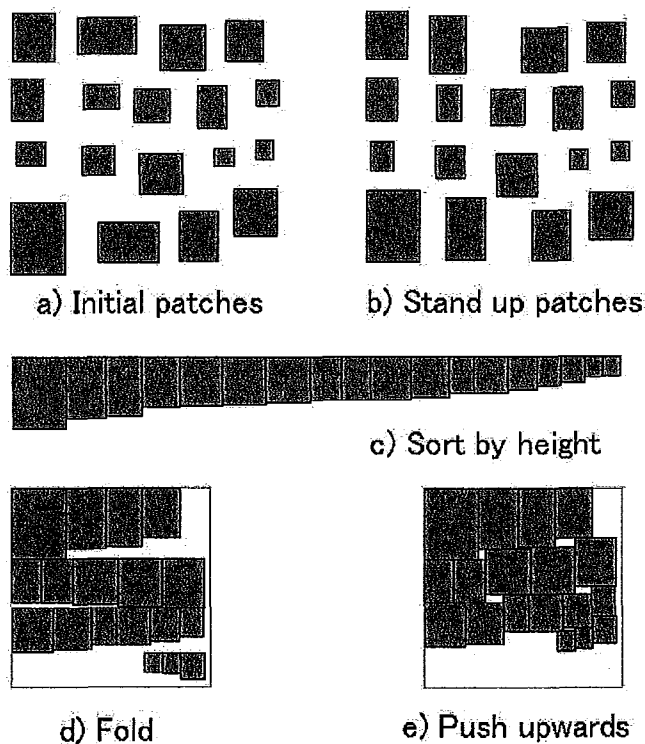 a) Initial patches
b) Stand up patches
c) Sort by height
d) Fold
e) Push upwards